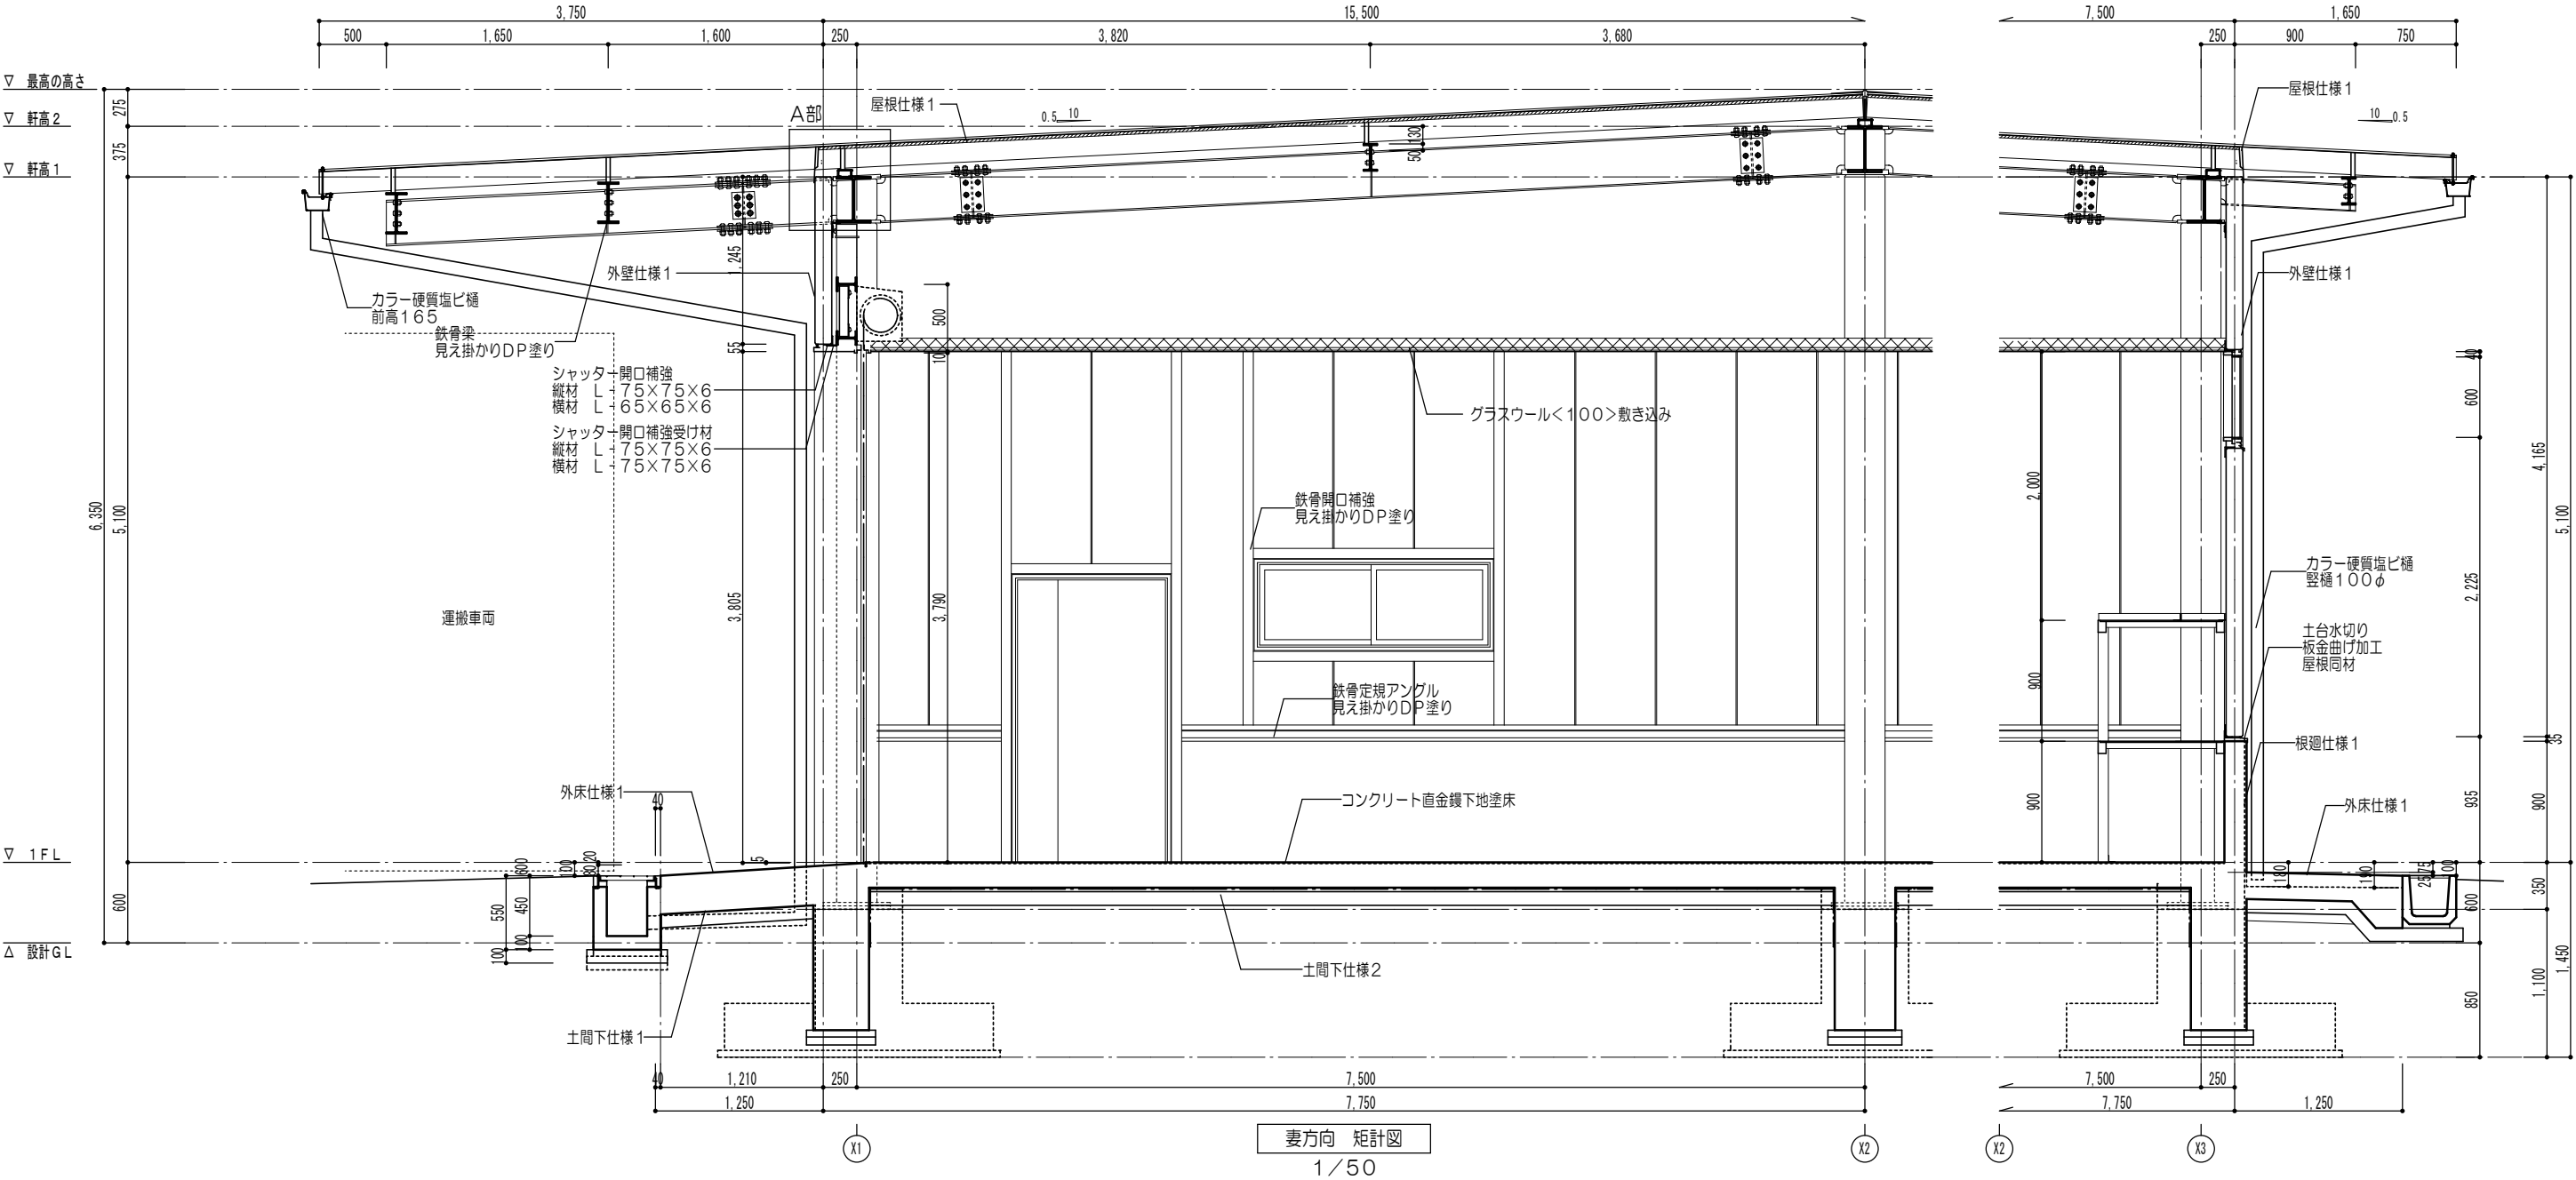 3,750
15,500
7,500
1,650
500
1,650
1,600
250
3,820
3,680
250
900
750
▽ 最高の高さ
▽ 軒高2
▽ 軒高1
275
375
6,350
5,100
600
▽ 1FL
△ 設計GL
A部
屋根仕様1
0.5 10
130
50
屋根仕様1
10 0.5
1,245
外壁仕様1
カラー硬質塩ビ樋
前高165
鉄骨梁
見え掛かりDP塗り
500
55
10
シャッター開口補強
縦材 L-75×75×6
横材 L-65×65×6
シャッター開口補強受け材
縦材 L-75×75×6
横材 L-75×75×6
グラスウール<100>敷き込み
鉄骨開口補強
見え掛かりDP塗り
運搬車両
3,805
3,790
鉄骨定規アングル
見え掛かりDP塗り
外床仕様1
40
コンクリート直金鏝下地塗床
5
600
100
80
20
550
450
100
100
土間下仕様1
土間下仕様2
外壁仕様1
40
600
2,000
4,165
5,100
カラー硬質塩ビ樋
竪樋100φ
2,225
土台水切り
板金曲げ加工
屋根同材
900
根廻仕様1
35
900
935
900
外床仕様1
180
190
25
75
100
600
350
850
1,100
1,450
40
1,210
250
7,500
7,500
250
1,250
7,750
7,750
1,250
X1
X2
X2
X3
妻方向 矩計図
1/50